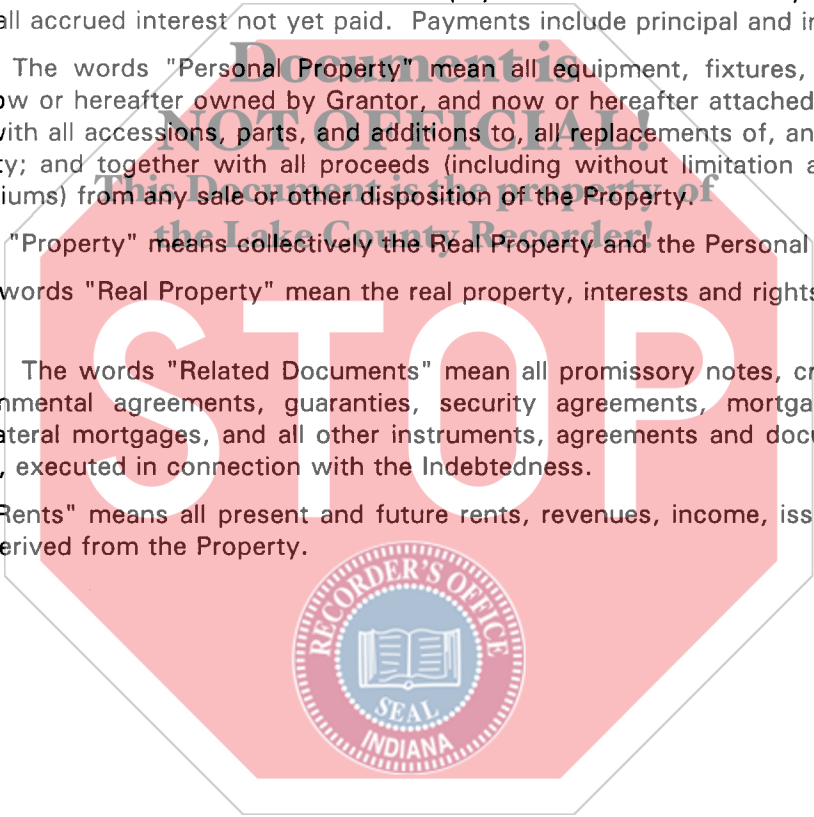 all accrued interest not yet paid. Payments include principal and in
Document is
The words "Personal Property" mean all equipment, fixtures,
ow or hereafter owned by Grantor, and now or hereafter attached
NOT OFFICIAL!
with all accessions, parts, and additions to, all replacements of, an
ty; and together with all proceeds (including without limitation a
This Document is the property of
iums) from any sale or other disposition of the Property.
the Lake County Recorder!
"Property" means collectively the Real Property and the Personal
words "Real Property" mean the real property, interests and rights
STOP
The words "Related Documents" mean all promissory notes, cr
nmental agreements, guaranties, security agreements, mortga
ateral mortgages, and all other instruments, agreements and docu
, executed in connection with the Indebtedness.
Rents" means all present and future rents, revenues, income, iss
erived from the Property.
RECORDER'S OFFICE
SEAL
INDIANA